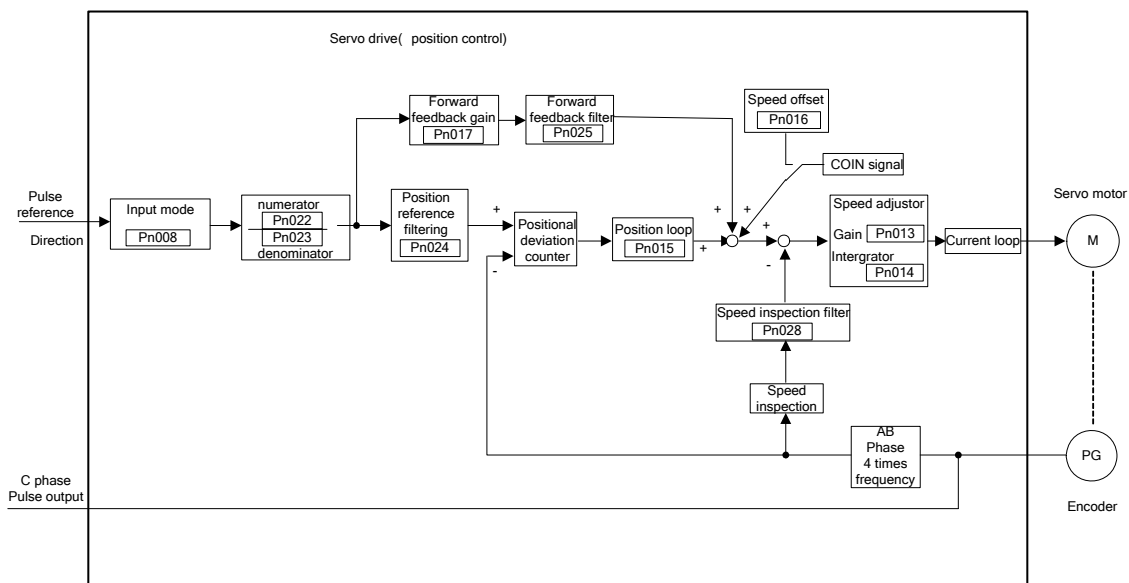 Servo drive( position control)
Forward
feedback gain
Pn017
Forward
feedback filter
Pn025
Speed offset
Pn016
COIN signal
Pulse
reference
Direction
Input mode
Pn008
numerator
Pn022
Pn023
denominator
Position
reference
filtering
Pn024
+
-
Positional
deviation
counter
Position loop
Pn015
+
+
+
+
-
Speed adjustor
Gain
Pn013
Intergrator
Pn014
Current loop
Servo motor
M
Speed inspection filter
Pn028
Speed
inspection
AB
Phase
4 times
frequency
PG
Encoder
C phase
Pulse output